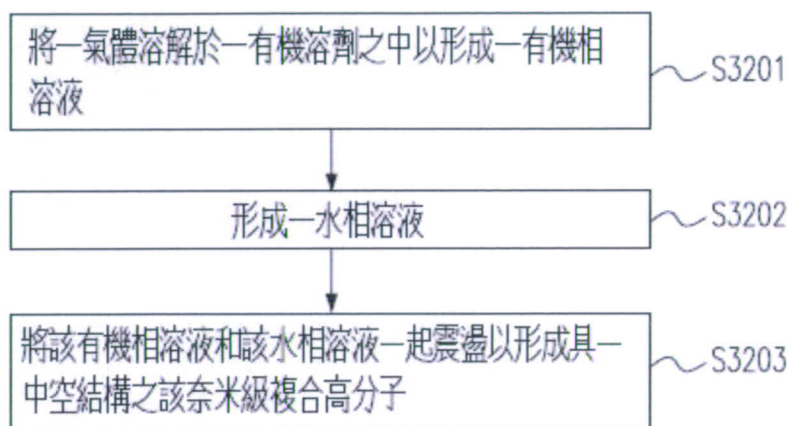 將一氣體溶解於一有機溶劑之中以形成一有機相
溶液
S3201
形成一水相溶液
S3202
將該有機相溶液和該水相溶液一起震盪以形成具一
中空結構之該奈米級複合高分子
S3203